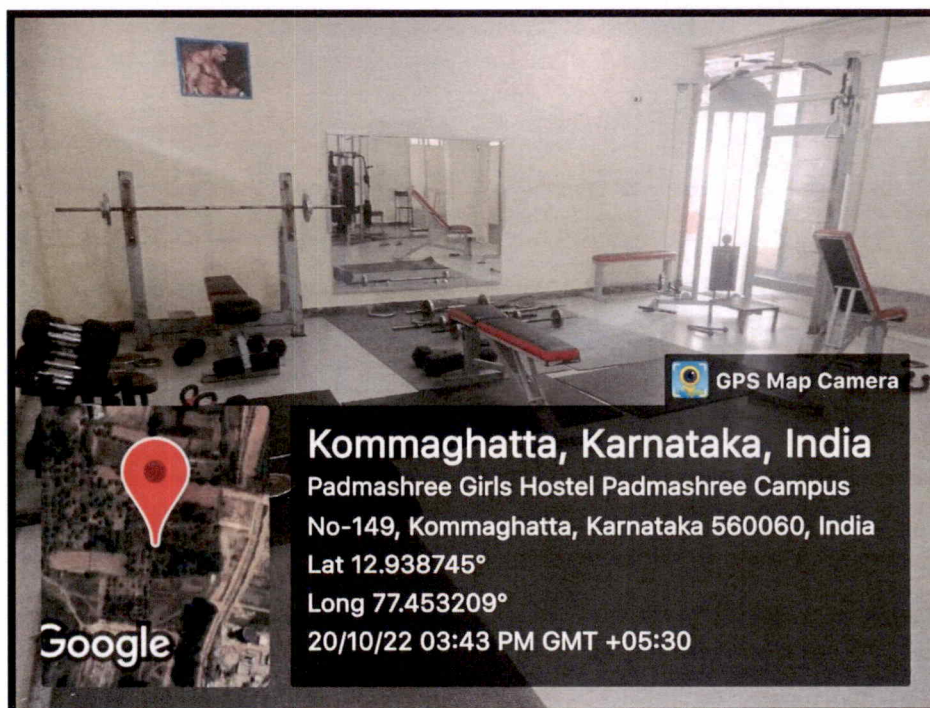 GPS Map Camera
Kommaghatta, Karnataka, India
Padmashree Girls Hostel Padmashree Campus
No-149, Kommaghatta, Karnataka 560060, India
Lat 12.938745°
Long 77.453209°
20/10/22 03:43 PM GMT +05:30
Google